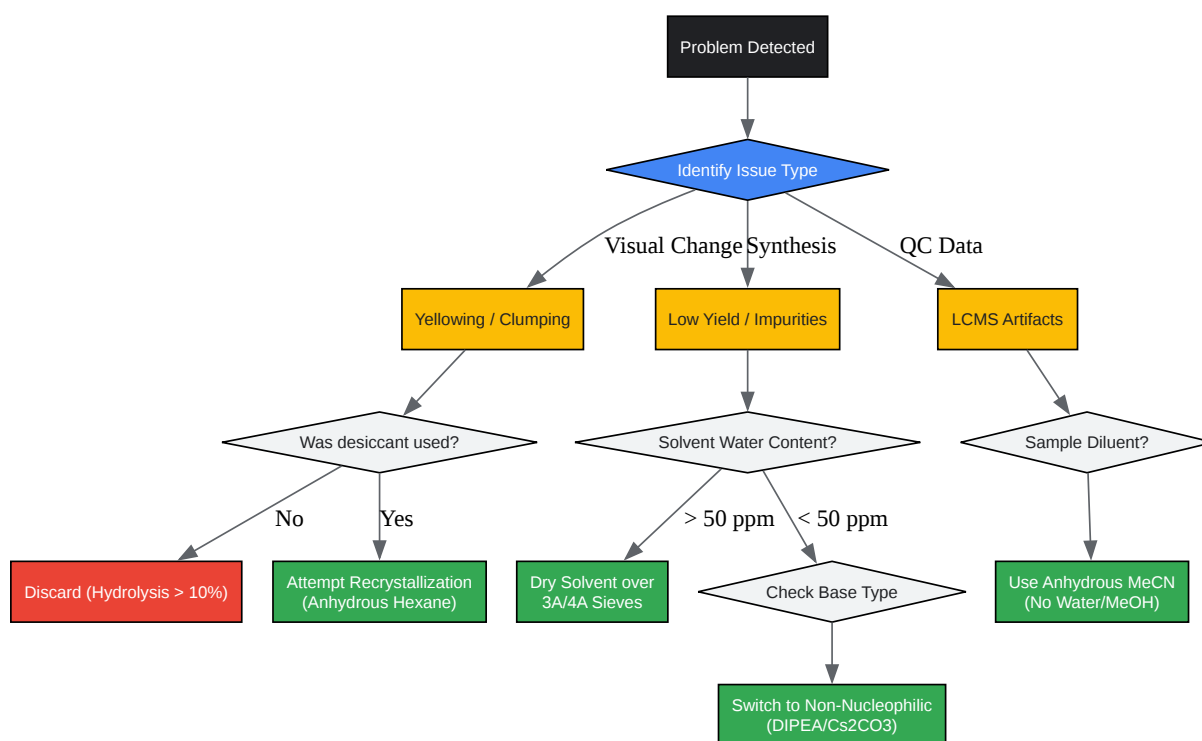 Problem Detected
Identify Issue Type
Visual Change
Synthesis
QC Data
Yellowing / Clumping
Low Yield / Impurities
LCMS Artifacts
Was desiccant used?
Solvent Water Content?
Sample Diluent?
No
Yes
> 50 ppm
< 50 ppm
Discard (Hydrolysis > 10%)
Attempt Recrystallization
(Anhydrous Hexane)
Dry Solvent over
3A/4A Sieves
Check Base Type
Use Anhydrous MeCN
(No Water/MeOH)
Switch to Non-Nucleophilic
(DIPEA/Cs2CO3)